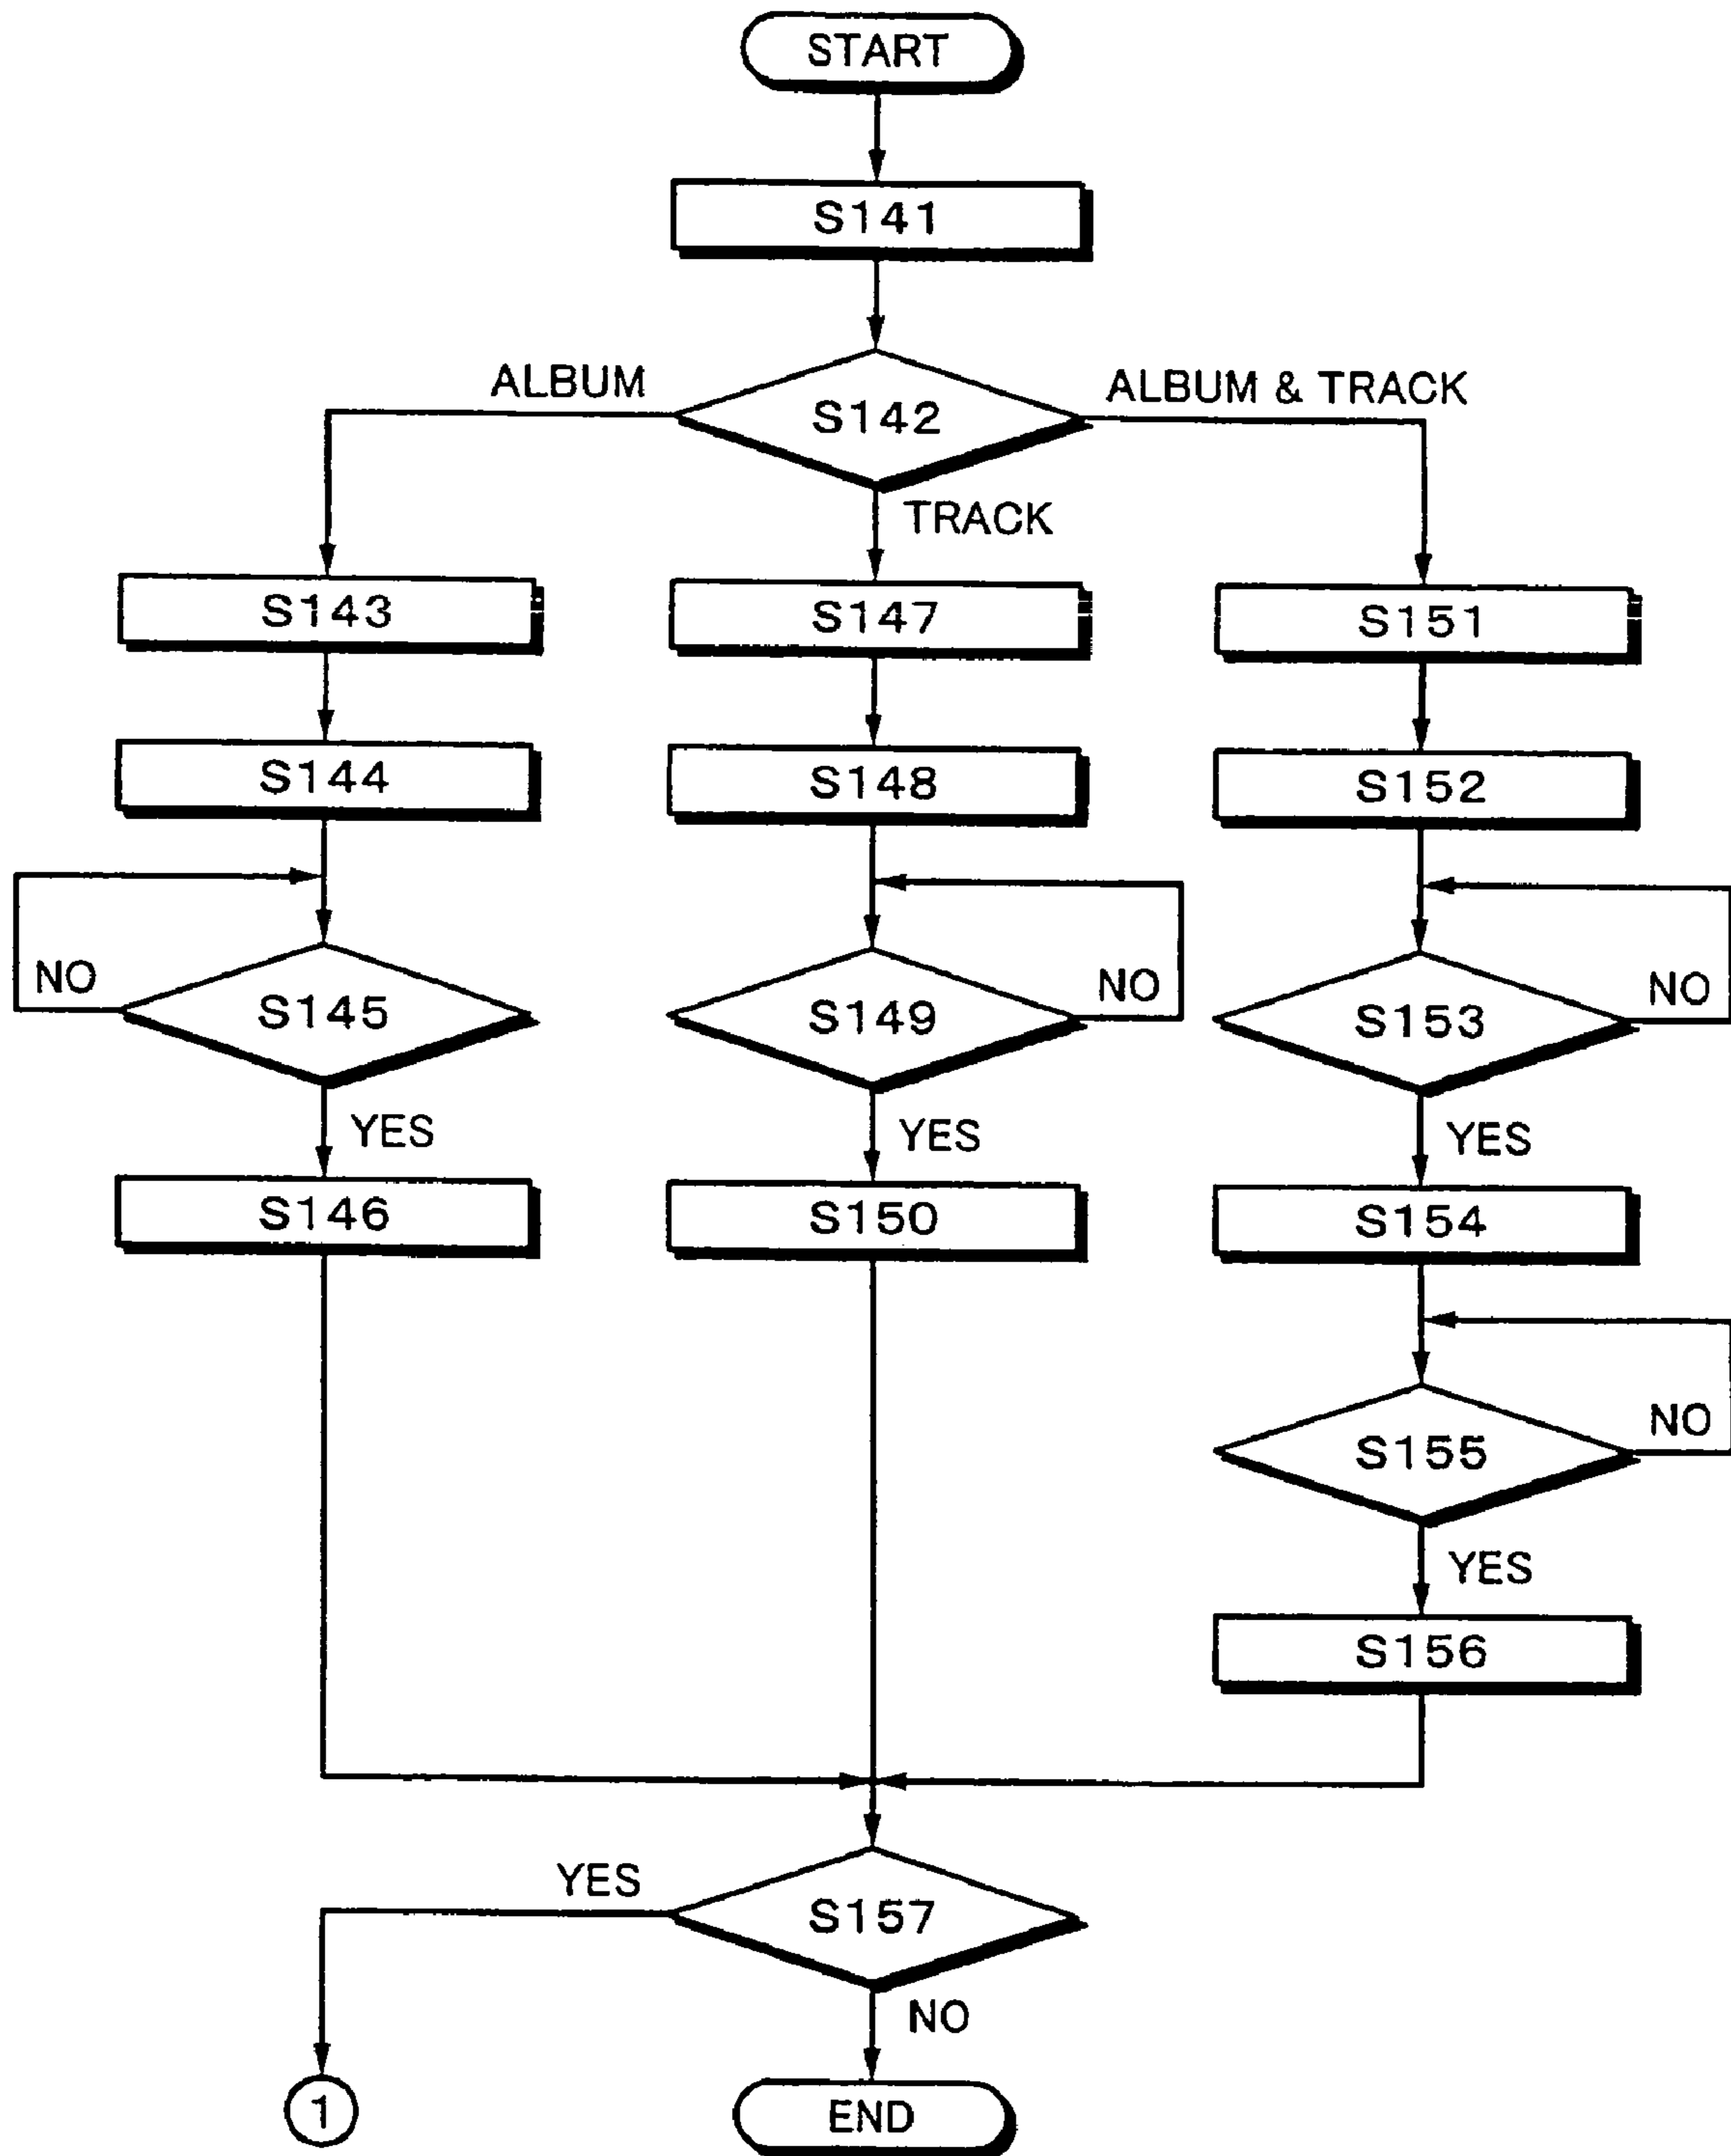 START
S141
ALBUM
S142
ALBUM & TRACK
TRACK
S143
S147
S151
S144
S148
S152
NO
S145
S149
NO
S153
NO
YES
YES
YES
S146
S150
S154
S155
NO
YES
S156
YES
S157
NO
1
END